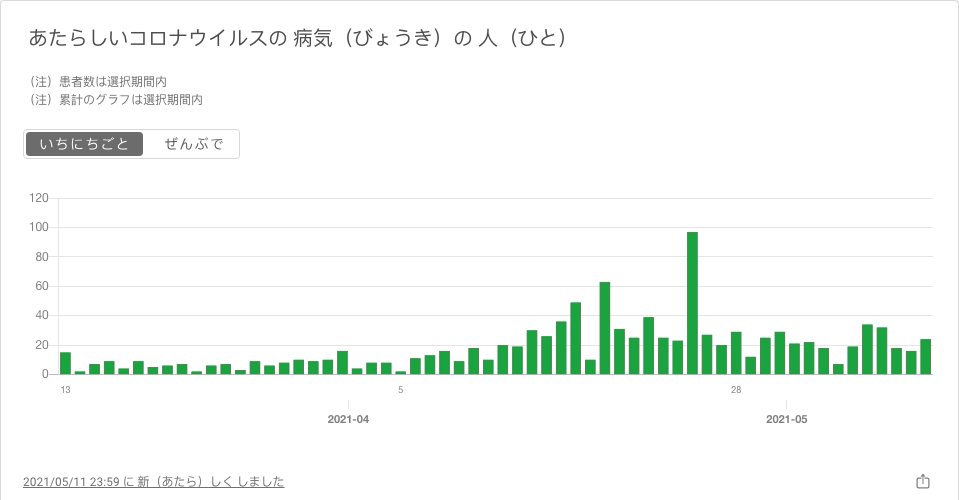 あたらしいコロナウイルスの 病気（びょうき）の 人（ひと）
（注）患者数は選択期間内
（注）累計のグラフは選択期間内
いちにちごと ぜんぶで
120
100
80
60
40
20
0
13 5 28
2021-04 2021-05
2021/05/11 23:59 に 新（あたら）しく しました